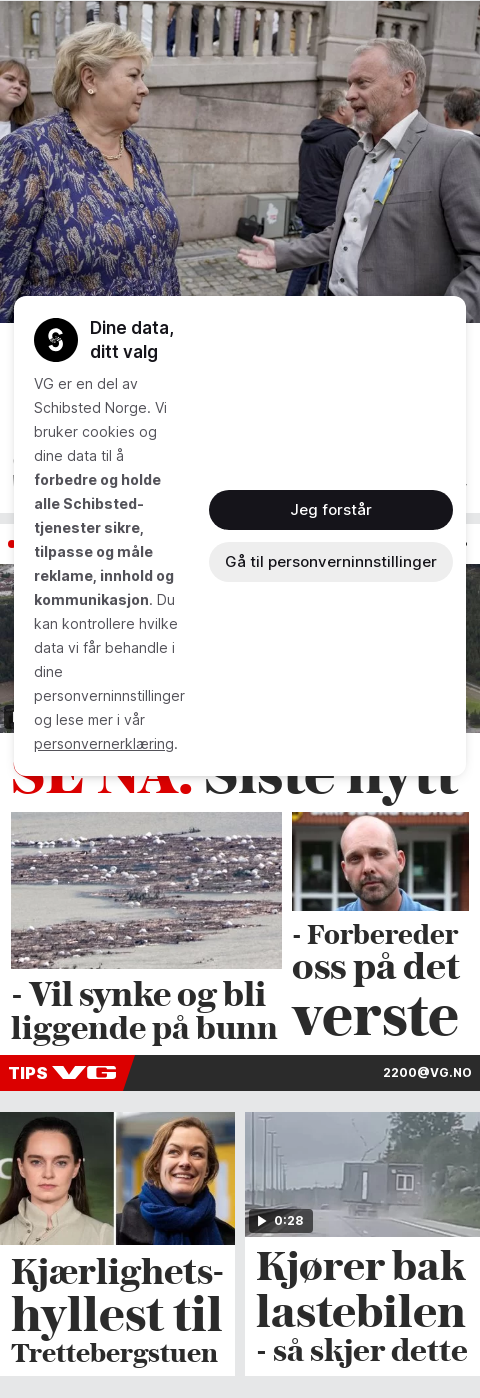 Dine data,
ditt valg
VG er en del av
Schibsted Norge. Vi
bruker cookies og
dine data til å
forbedre og holde
alle Schibsted-
tjenester sikre,
tilpasse og måle
reklame, innhold og
kommunikasjon. Du
kan kontrollere hvilke
data vi får behandle i
dine
personverninnstillinger
og lese mer i vår
personvernerklæring.
Jeg forstår
Gå til personverninnstillinger
SE NÅ: Siste nytt
- Vil synke og bli
liggende på bunn
- Forbereder
oss på det
verste
TIPS VG
2200@VG.NO
Kjærlighets-
hyllest til
Trettebergstuen
0:28
Kjører bak
lastebilen
- så skjer dette